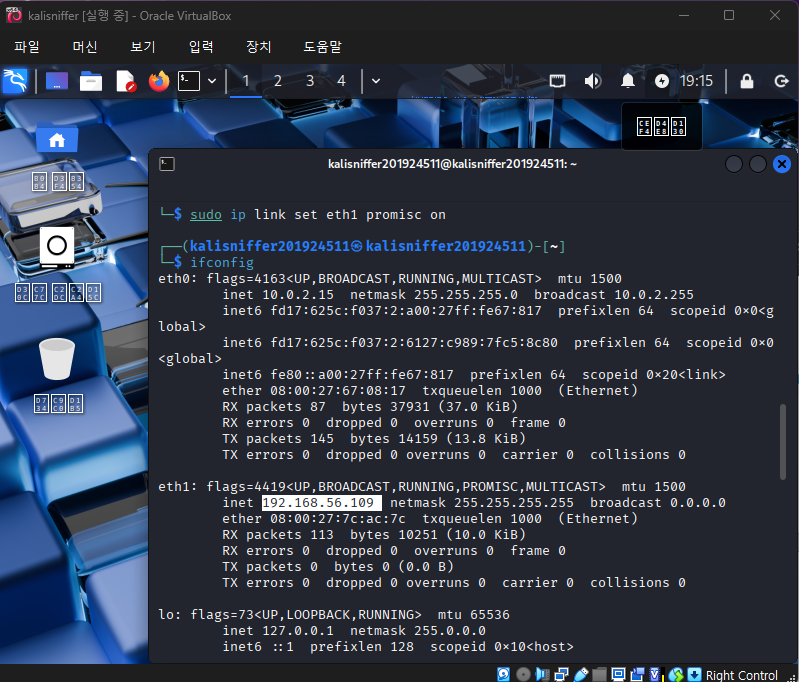 kalisniffer [실행 중] - Oracle VirtualBox
파일 머신 보기 입력 장치 도움말
1 2 3 4 19:15
kalisniffer201924511@kalisniffer201924511: ~
└─$ sudo ip link set eth1 promisc on
┌──(kalisniffer201924511㉿kalisniffer201924511)-[~]
└─$ ifconfig
eth0: flags=4163<UP,BROADCAST,RUNNING,MULTICAST>  mtu 1500
inet 10.0.2.15  netmask 255.255.255.0  broadcast 10.0.2.255
inet6 fd17:625c:f037:2:a00:27ff:fe67:817  prefixlen 64  scopeid 0x0<g
lobal>
inet6 fd17:625c:f037:2:6127:c989:7fc5:8c80  prefixlen 64  scopeid 0x0
<global>
inet6 fe80::a00:27ff:fe67:817  prefixlen 64  scopeid 0x20<link>
ether 08:00:27:67:08:17  txqueuelen 1000  (Ethernet)
RX packets 87  bytes 37931 (37.0 KiB)
RX errors 0  dropped 0  overruns 0  frame 0
TX packets 145  bytes 14159 (13.8 KiB)
TX errors 0  dropped 0 overruns 0  carrier 0  collisions 0
eth1: flags=4419<UP,BROADCAST,RUNNING,PROMISC,MULTICAST>  mtu 1500
inet 192.168.56.109  netmask 255.255.255.255  broadcast 0.0.0.0
ether 08:00:27:7c:ac:7c  txqueuelen 1000  (Ethernet)
RX packets 113  bytes 10251 (10.0 KiB)
RX errors 0  dropped 0  overruns 0  frame 0
TX packets 0  bytes 0 (0.0 B)
TX errors 0  dropped 0 overruns 0  carrier 0  collisions 0
lo: flags=73<UP,LOOPBACK,RUNNING>  mtu 65536
inet 127.0.0.1  netmask 255.0.0.0
inet6 ::1  prefixlen 128  scopeid 0x10<host>
Right Control